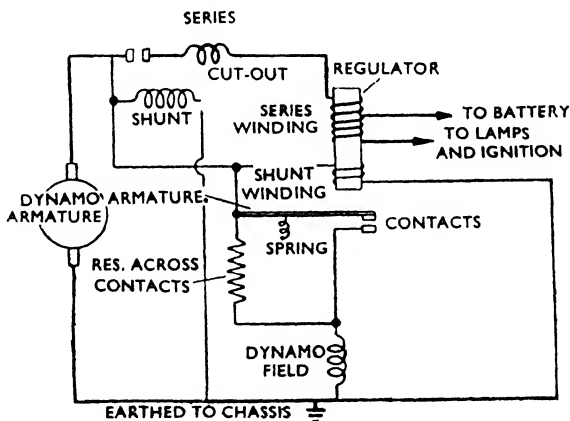 SERIES
CUT-OUT
REGULATOR
SHUNT
SERIES
WINDING
TO BATTERY
TO LAMPS
AND IGNITION
SHUNT
WINDING
DYNAMO
ARMATURE
ARMATURE
CONTACTS
SPRING
RES. ACROSS
CONTACTS
DYNAMO
FIELD
EARTHED TO CHASSIS